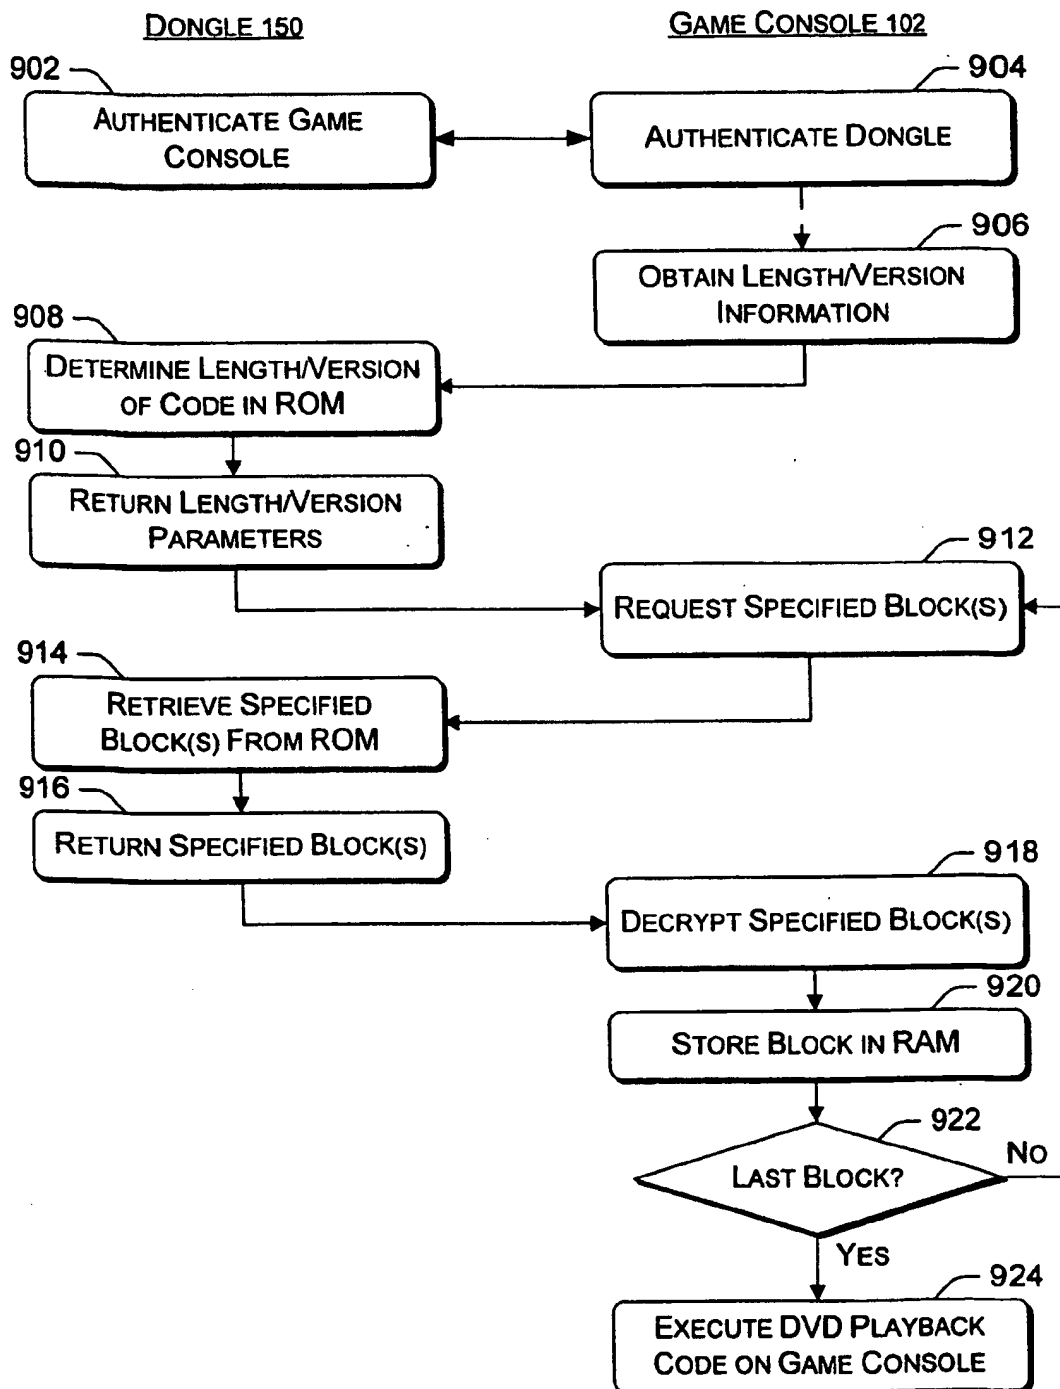 DONGLE 150
GAME CONSOLE 102
902
904
AUTHENTICATE GAME
CONSOLE
AUTHENTICATE DONGLE
906
OBTAIN LENGTH/VERSION
INFORMATION
908
DETERMINE LENGTH/VERSION
OF CODE IN ROM
910
RETURN LENGTH/VERSION
PARAMETERS
912
REQUEST SPECIFIED BLOCK(S)
914
RETRIEVE SPECIFIED
BLOCK(S) FROM ROM
916
RETURN SPECIFIED BLOCK(S)
918
DECRYPT SPECIFIED BLOCK(S)
920
STORE BLOCK IN RAM
922
LAST BLOCK?
NO
YES
924
EXECUTE DVD PLAYBACK
CODE ON GAME CONSOLE